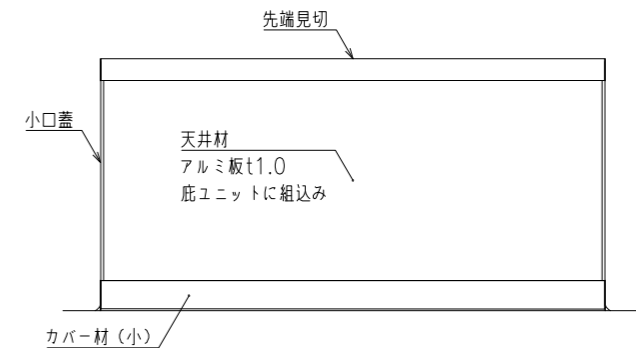 先端見切
小口蓋
天井材
アルミ板t1.0
庇ユニットに組込み
カバー材（小）